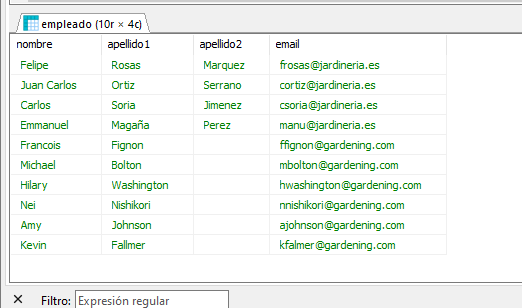 empleado (10r × 4c)
nombre apellido1 apellido2 email
Felipe Rosas Marquez frosas@jardineria.es
Juan Carlos Ortiz Serrano cortiz@jardineria.es
Carlos Soria Jimenez csoria@jardineria.es
Emmanuel Magaña Perez manu@jardineria.es
Francois Fignon ffignon@gardening.com
Michael Bolton mbolton@gardening.com
Hilary Washington hwashington@gardening.com
Nei Nishikori nnishikori@gardening.com
Amy Johnson ajohnson@gardening.com
Kevin Fallmer kfalmer@gardening.com
× Filtro: Expresión regular